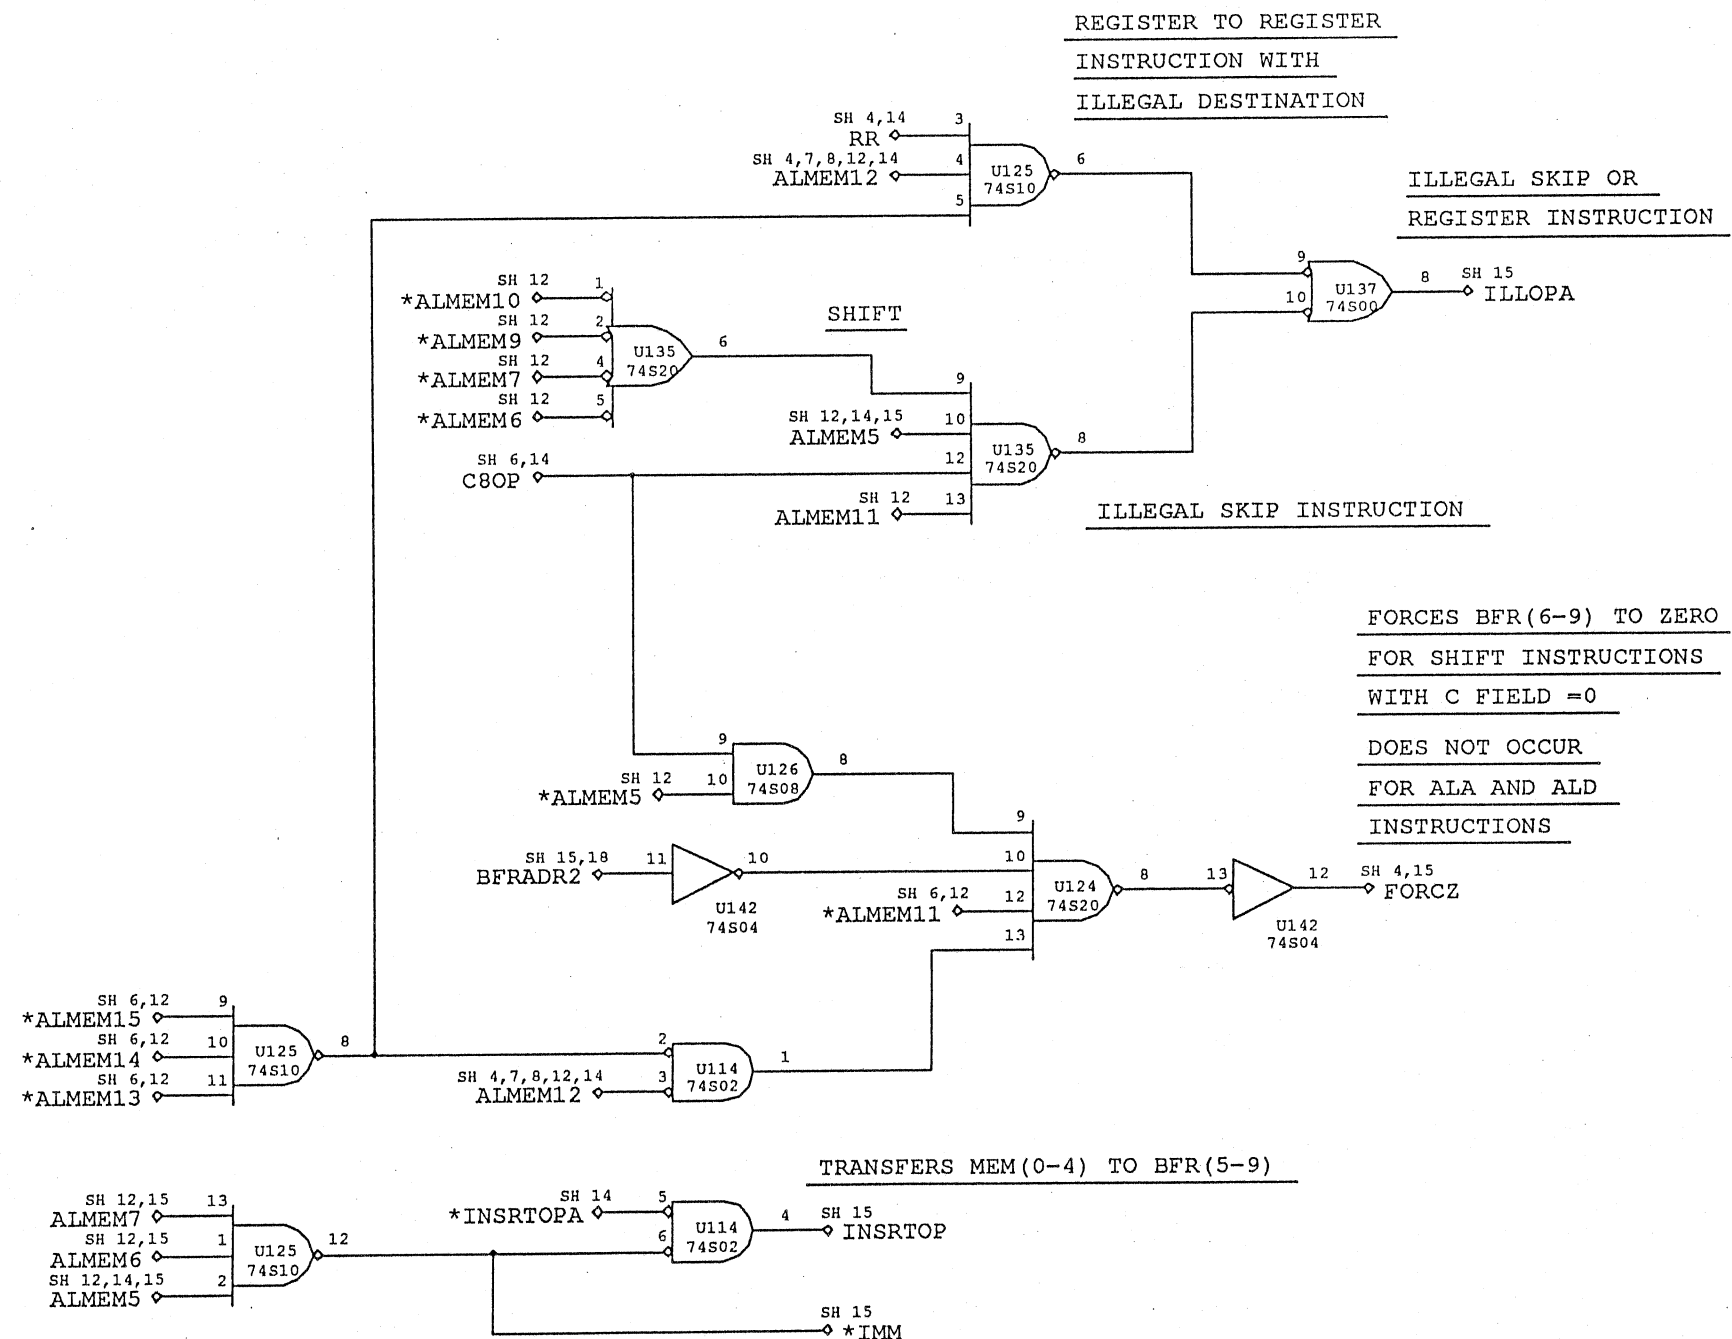 REGISTER TO REGISTER
INSTRUCTION WITH
ILLEGAL DESTINATION
SH 4,14
RR
3
SH 4,7,8,12,14
ALMEM12
4
5
U125
74S10
6
ILLEGAL SKIP OR
REGISTER INSTRUCTION
9
10
U137
74S00
8
SH 15
ILLOPA
SH 12
*ALMEM10
1
SH 12
*ALMEM9
2
SH 12
*ALMEM7
4
SH 12
*ALMEM6
5
U135
74S20
6
SHIFT
9
SH 12,14,15
ALMEM5
10
SH 6,14
C8OP
12
SH 12
ALMEM11
13
U135
74S20
8
ILLEGAL SKIP INSTRUCTION
FORCES BFR(6-9) TO ZERO
FOR SHIFT INSTRUCTIONS
WITH C FIELD =0
DOES NOT OCCUR
FOR ALA AND ALD
INSTRUCTIONS
9
SH 12
*ALMEM5
10
U126
74S08
8
SH 15,18
BFRADR2
11
10
U142
74S04
9
10
SH 6,12
*ALMEM11
12
13
U124
74S20
8
13
12
U142
74S04
SH 4,15
FORCZ
SH 6,12
*ALMEM15
9
SH 6,12
*ALMEM14
10
SH 6,12
*ALMEM13
11
U125
74S10
8
2
SH 4,7,8,12,14
ALMEM12
3
U114
74S02
1
TRANSFERS MEM(0-4) TO BFR(5-9)
SH 12,15
ALMEM7
13
SH 12,15
ALMEM6
1
SH 12,14,15
ALMEM5
2
U125
74S10
12
SH 14
*INSRTOPA
5
6
U114
74S02
4
SH 15
INSRTOP
SH 15
*IMM